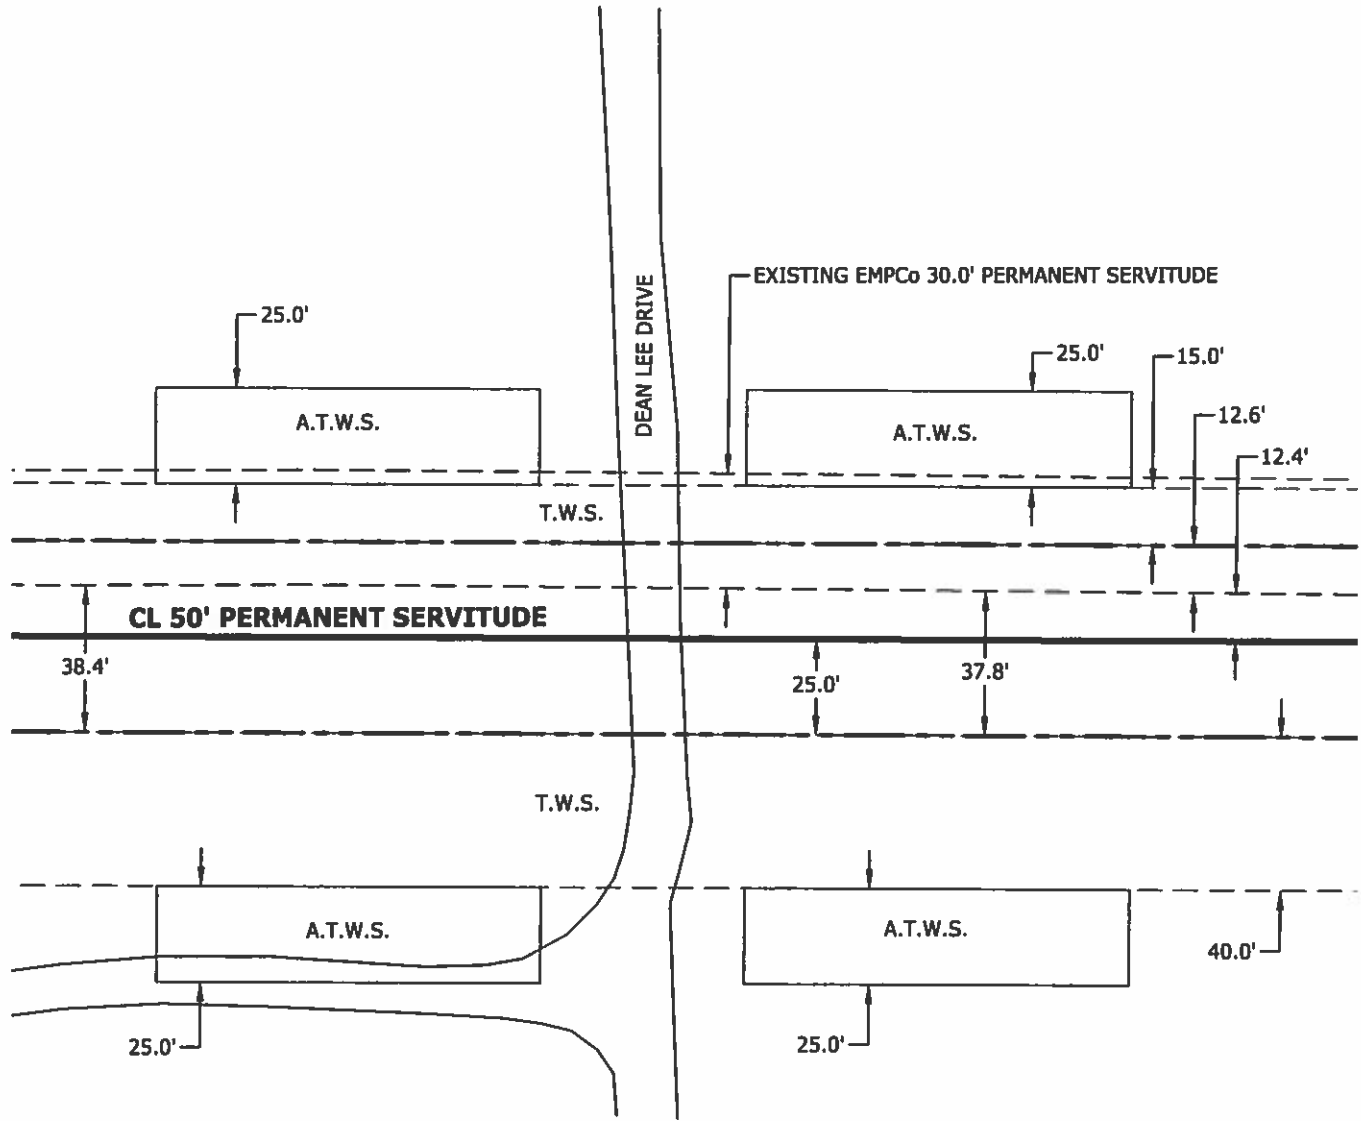 EXISTING EMPCo 30.0' PERMANENT SERVITUDE
DEAN LEE DRIVE
25.0'
25.0'
15.0'
12.6'
12.4'
A.T.W.S.
A.T.W.S.
T.W.S.
CL 50' PERMANENT SERVITUDE
38.4'
25.0'
37.8'
T.W.S.
A.T.W.S.
A.T.W.S.
40.0'
25.0'
25.0'